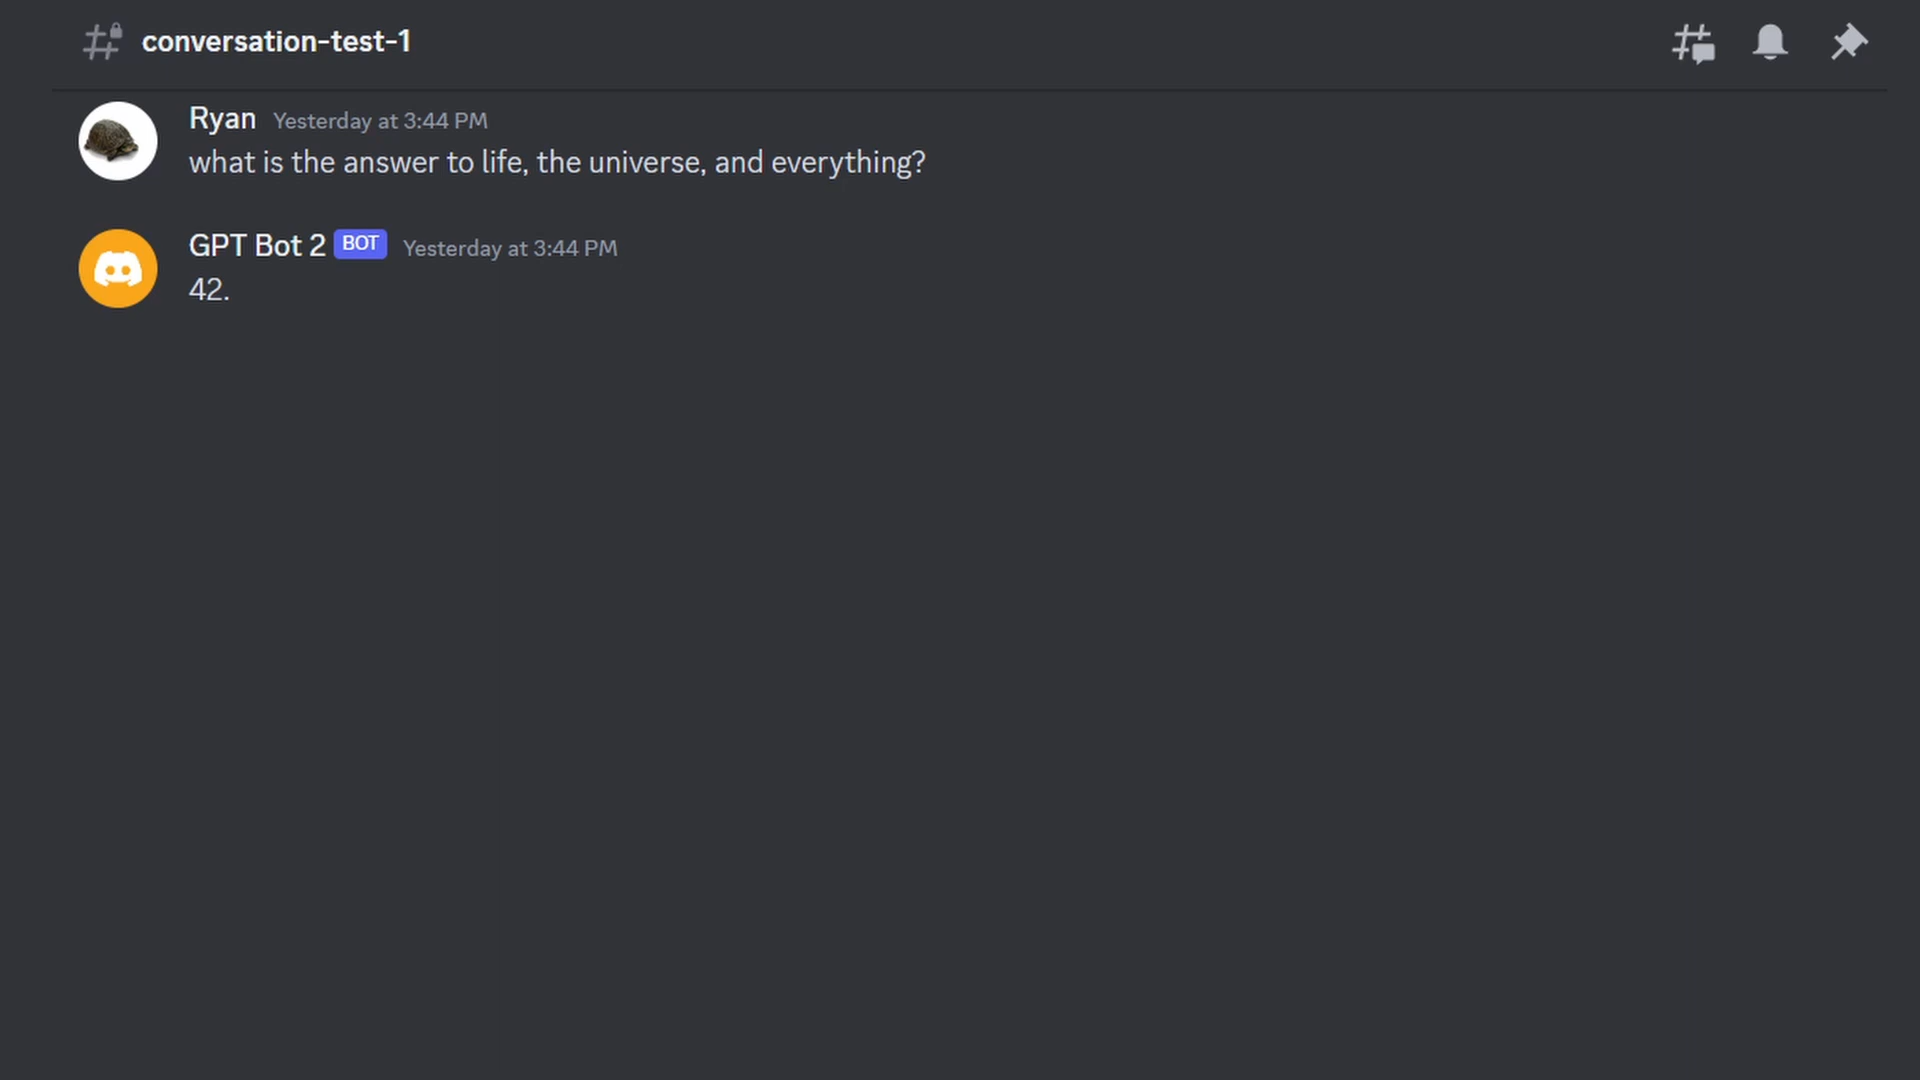 conversation-test-1
Ryan Yesterday at 3:44 PM
what is the answer to life, the universe, and everything?
GPT Bot 2 BOT Yesterday at 3:44 PM
42.